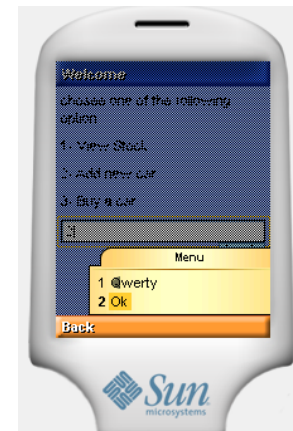 Welcome
choose one of the following
option
1- View Stock
2- Add new car
3- Buy a car
2
Menu
1 Qwerty
2 Ok
Back
Sun
microsystems